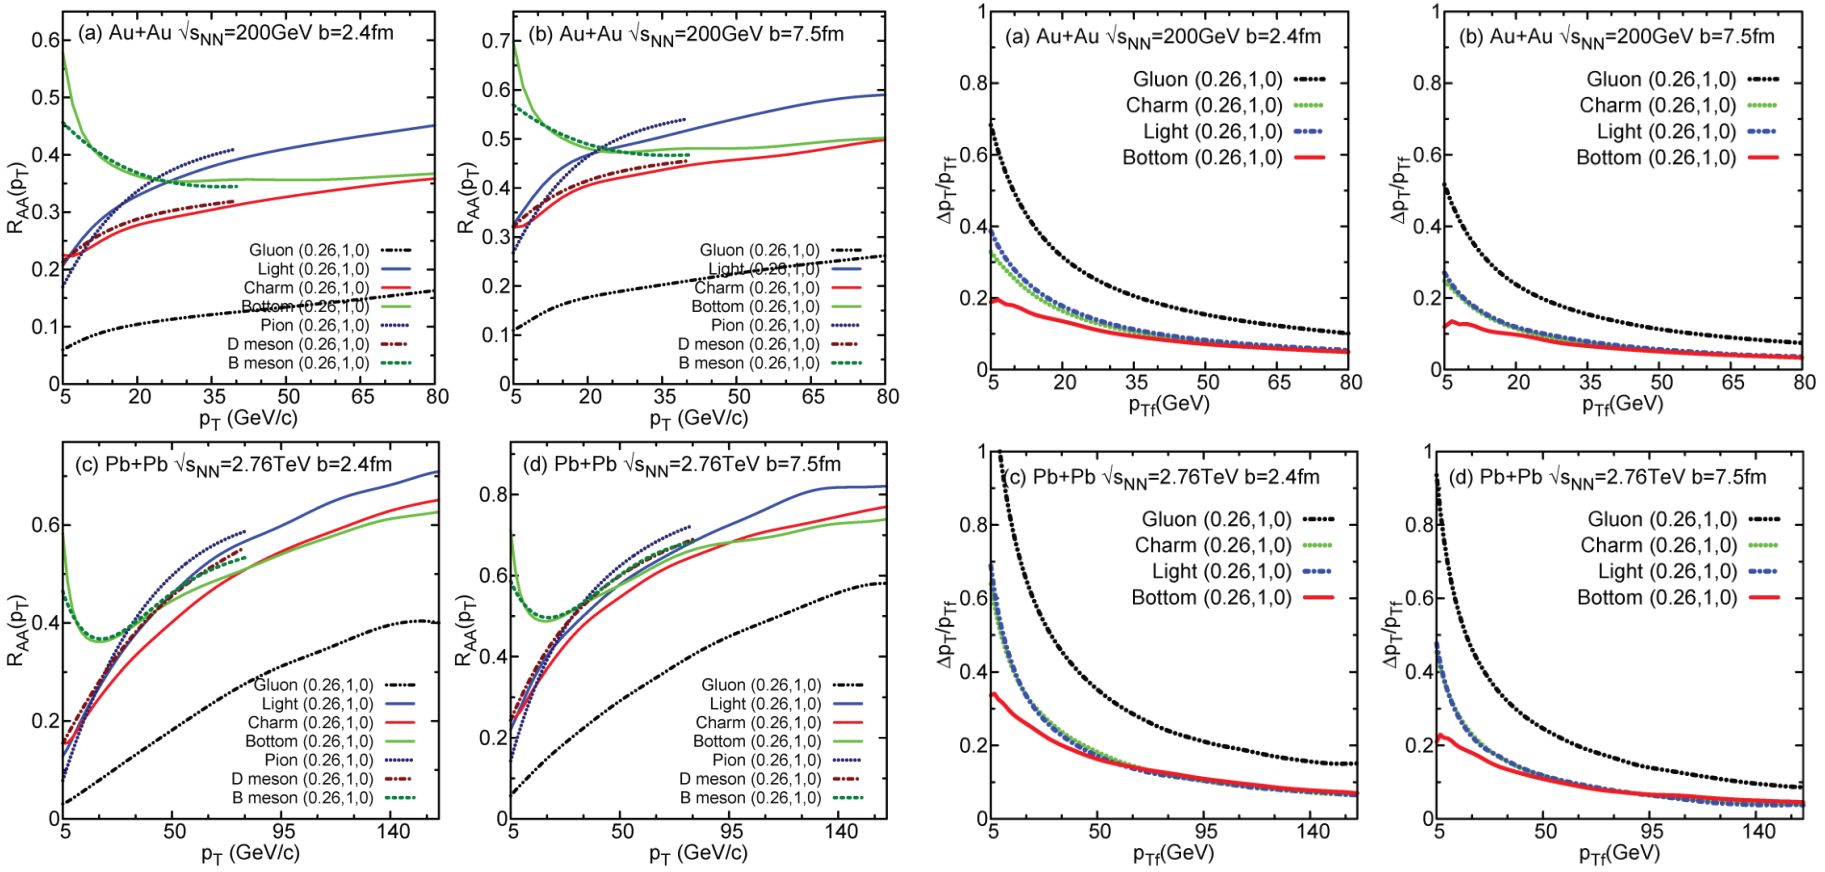 (a) Au+Au √sNN=200GeV b=2.4fm
RAA(pT)
0.6
0.5
0.4
0.3
0.2
0.1
0
Gluon (0.26,1,0)
Light (0.26,1,0)
Charm (0.26,1,0)
Bottom (0.26,1,0)
Pion (0.26,1,0)
D meson (0.26,1,0)
B meson (0.26,1,0)
5 20 35 50 65 80
pT (GeV/c)
(b) Au+Au √sNN=200GeV b=7.5fm
RAA(pT)
0.7
0.6
0.5
0.4
0.3
0.2
0.1
0
Gluon (0.26,1,0)
Light (0.26,1,0)
Charm (0.26,1,0)
Bottom (0.26,1,0)
Pion (0.26,1,0)
D meson (0.26,1,0)
B meson (0.26,1,0)
5 20 35 50 65 80
pT (GeV/c)
(a) Au+Au √sNN=200GeV b=2.4fm
ΔpT/pTf
1
0.8
0.6
0.4
0.2
0
Gluon (0.26,1,0)
Charm (0.26,1,0)
Light (0.26,1,0)
Bottom (0.26,1,0)
5 20 35 50 65 80
pTf(GeV)
(b) Au+Au √sNN=200GeV b=7.5fm
ΔpT/pTf
1
0.8
0.6
0.4
0.2
0
Gluon (0.26,1,0)
Charm (0.26,1,0)
Light (0.26,1,0)
Bottom (0.26,1,0)
5 20 35 50 65 80
pTf(GeV)
(c) Pb+Pb √sNN=2.76TeV b=2.4fm
RAA(pT)
0.6
0.4
0.2
0
Gluon (0.26,1,0)
Light (0.26,1,0)
Charm (0.26,1,0)
Bottom (0.26,1,0)
Pion (0.26,1,0)
D meson (0.26,1,0)
B meson (0.26,1,0)
5 50 95 140
pT (GeV/c)
(d) Pb+Pb √sNN=2.76TeV b=7.5fm
RAA(pT)
0.8
0.6
0.4
0.2
0
Gluon (0.26,1,0)
Light (0.26,1,0)
Charm (0.26,1,0)
Bottom (0.26,1,0)
Pion (0.26,1,0)
D meson (0.26,1,0)
B meson (0.26,1,0)
5 50 95 140
pT (GeV/c)
(c) Pb+Pb √sNN=2.76TeV b=2.4fm
ΔpT/pTf
1
0.8
0.6
0.4
0.2
0
Gluon (0.26,1,0)
Charm (0.26,1,0)
Light (0.26,1,0)
Bottom (0.26,1,0)
5 50 95 140
pTf(GeV)
(d) Pb+Pb √sNN=2.76TeV b=7.5fm
ΔpT/pTf
1
0.8
0.6
0.4
0.2
0
Gluon (0.26,1,0)
Charm (0.26,1,0)
Light (0.26,1,0)
Bottom (0.26,1,0)
5 50 95 140
pTf(GeV)